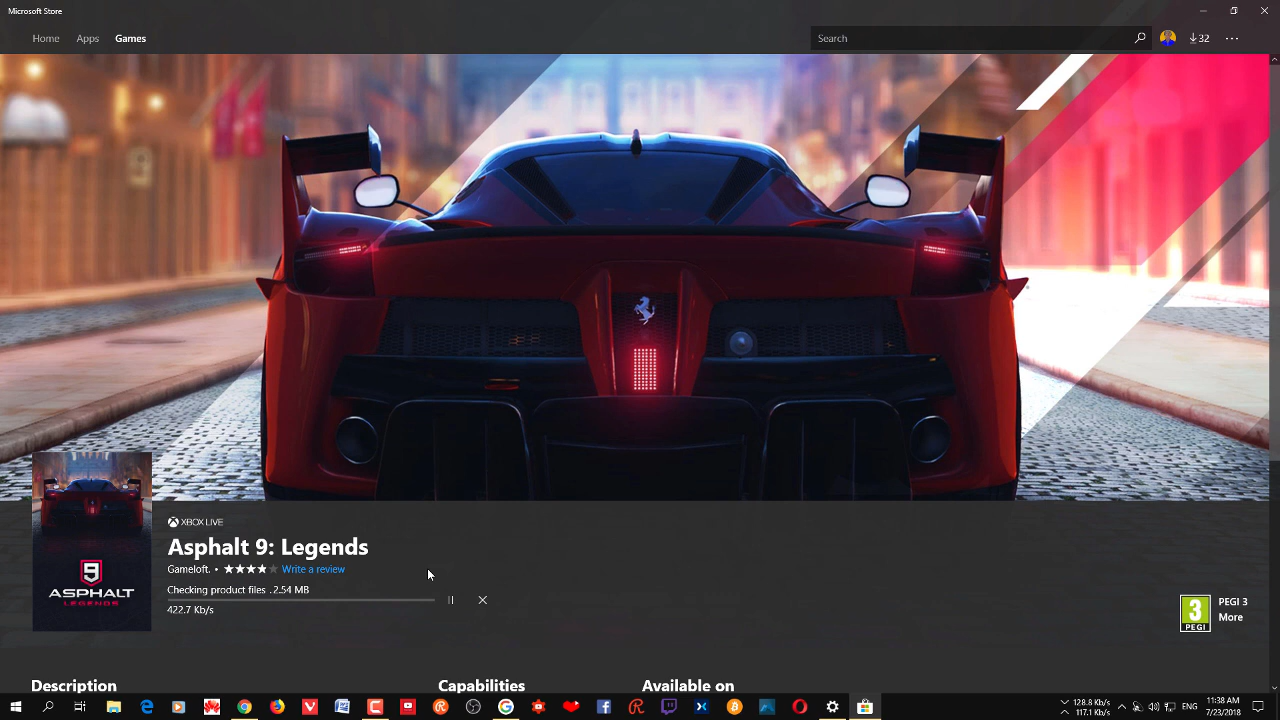 Microsoft Store
Home Apps Games
Search
32
XBOX LIVE
Asphalt 9: Legends
Gameloft. • Write a review
Checking product files .2.54 MB
422.7 Kb/s
9
ASPHALT
LEGENDS
3
PEGI
PEGI 3
More
Description Capabilities Available on
128.8 Kb/s
117.1 Kb/s
ENG
11:38 AM
7/23/2018